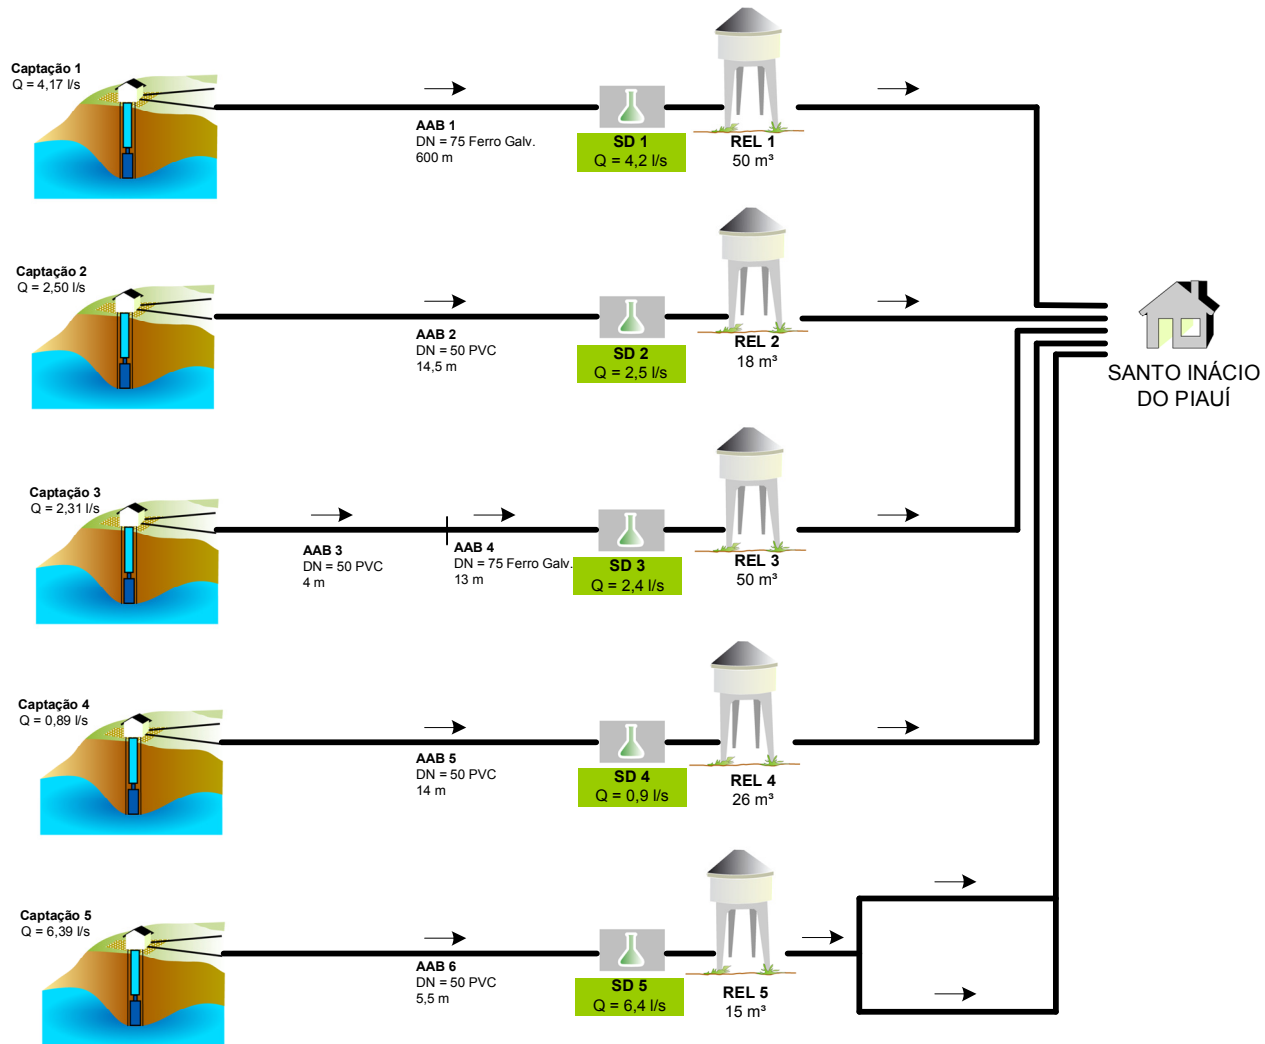 Captação 1
Q = 4,17 l/s
AAB 1
DN = 75 Ferro Galv.
600 m
SD 1
Q = 4,2 l/s
REL 1
50 m³
Captação 2
Q = 2,50 l/s
AAB 2
DN = 50 PVC
14,5 m
SD 2
Q = 2,5 l/s
REL 2
18 m³
SANTO INÁCIO
DO PIAUÍ
Captação 3
Q = 2,31 l/s
AAB 3
DN = 50 PVC
4 m
AAB 4
DN = 75 Ferro Galv.
13 m
SD 3
Q = 2,4 l/s
REL 3
50 m³
Captação 4
Q = 0,89 l/s
AAB 5
DN = 50 PVC
14 m
SD 4
Q = 0,9 l/s
REL 4
26 m³
Captação 5
Q = 6,39 l/s
AAB 6
DN = 50 PVC
5,5 m
SD 5
Q = 6,4 l/s
REL 5
15 m³